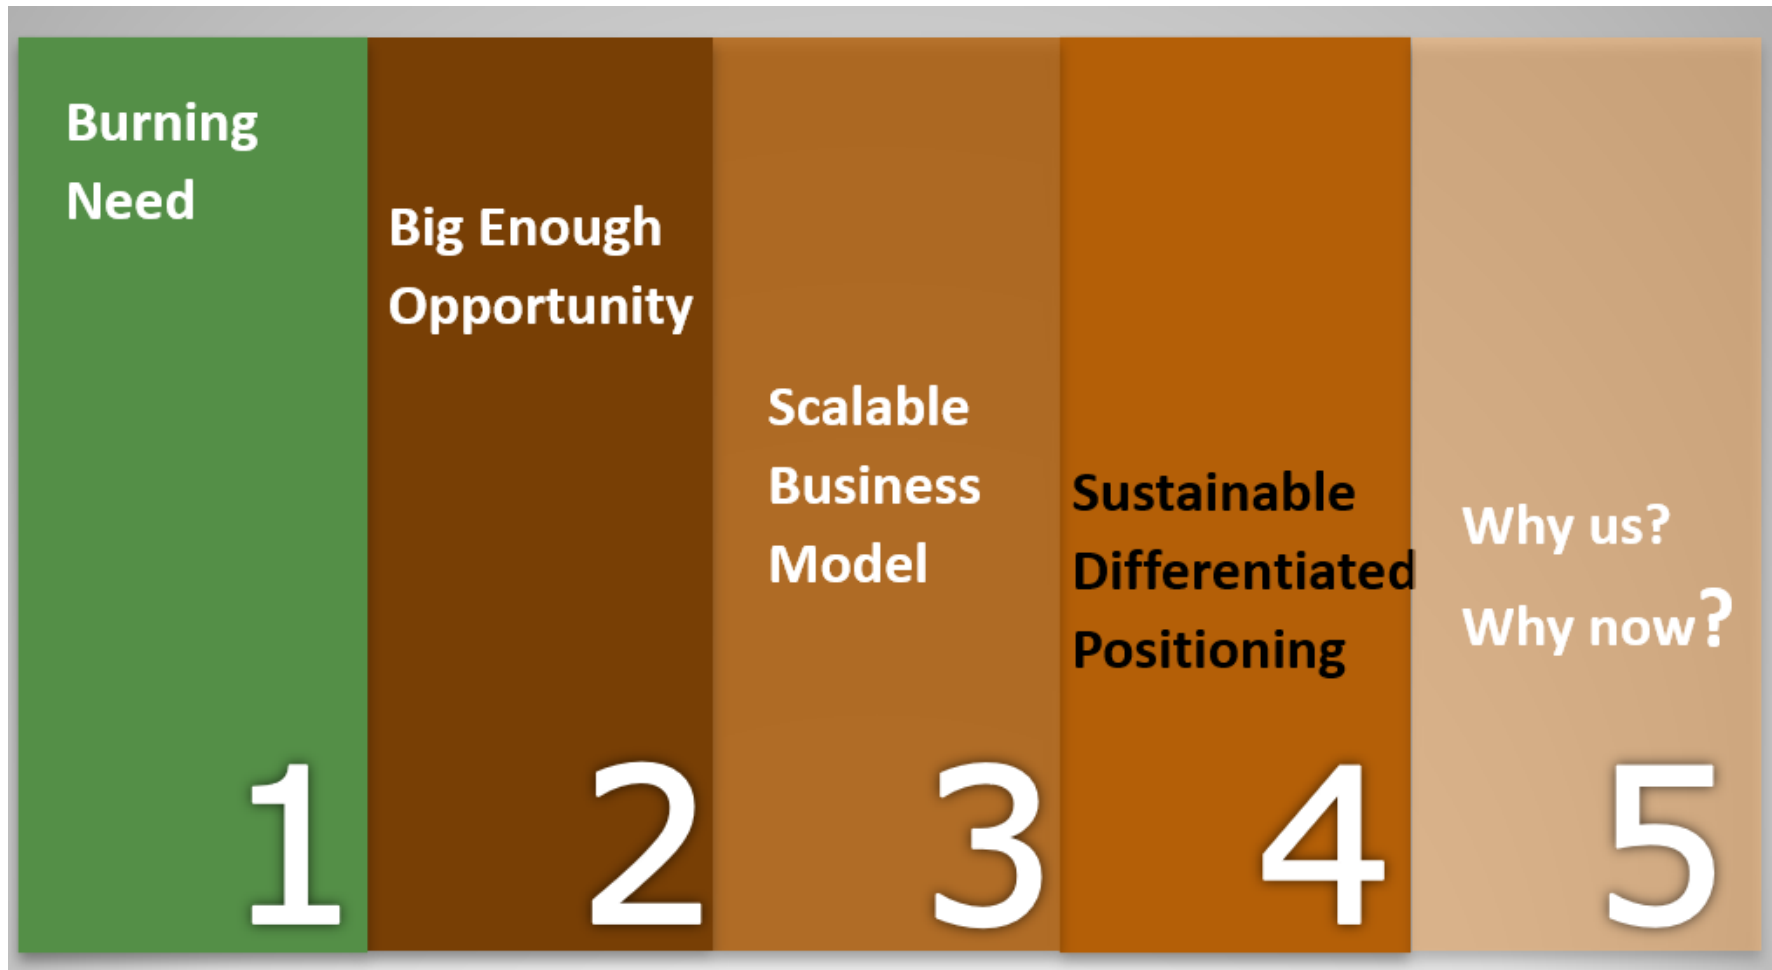 Burning
Need
1
Big Enough
Opportunity
2
Scalable
Business
Model
3
Sustainable
Differentiated
Positioning
4
Why us?
Why now?
5